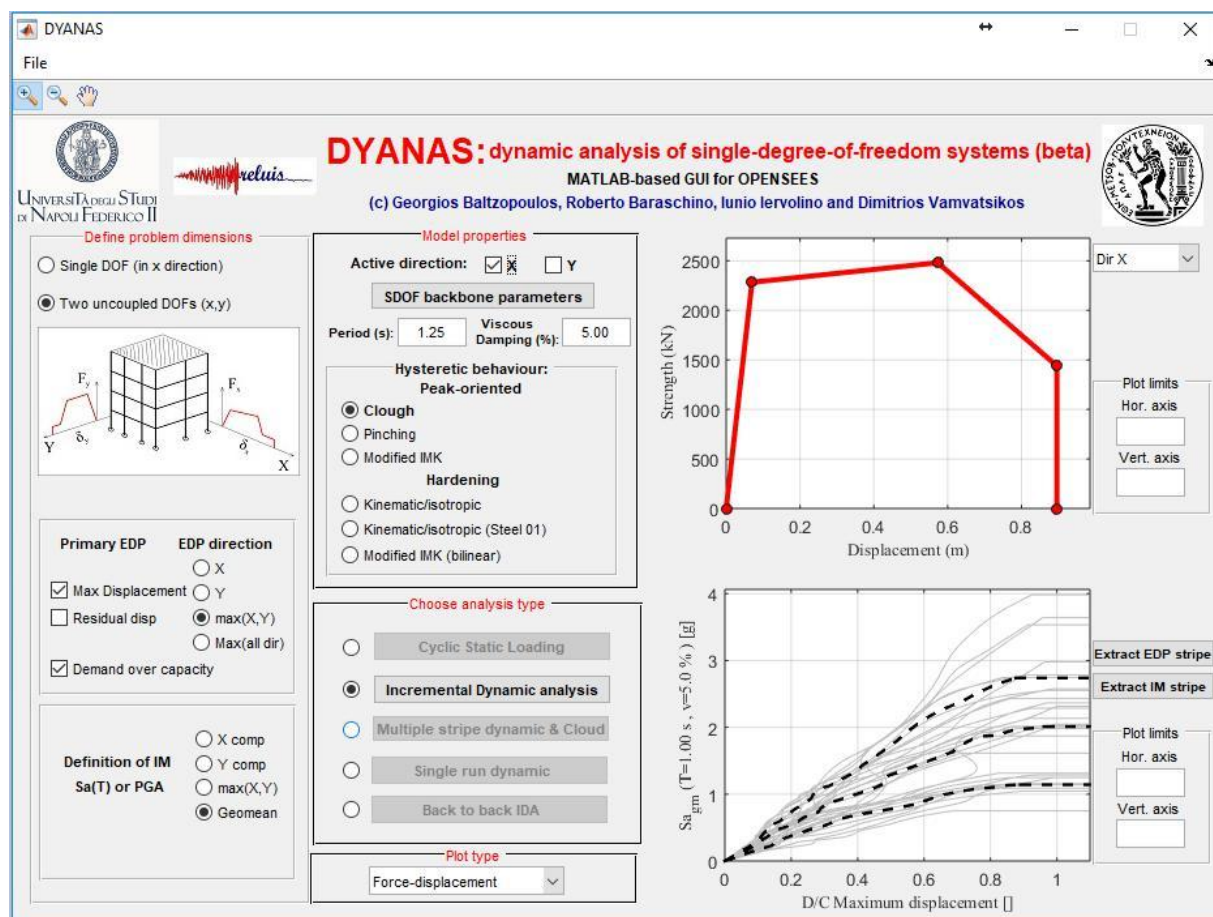 DYANAS
File
UNIVERSITÀ DEGLI STUDI
DI NAPOLI FEDERICO II
reluis
DYANAS: dynamic analysis of single-degree-of-freedom systems (beta)
MATLAB-based GUI for OPENSEES
(c) Georgios Baltzopoulos, Roberto Baraschino, Iunio Iervolino and Dimitrios Vamvatsikos
Define problem dimensions
Single DOF (in x direction)
Two uncoupled DOFs (x,y)
Fy
Fx
Y
δy
δx
X
Primary EDP
EDP direction
X
Max Displacement
Y
Residual disp
max(X,Y)
Max(all dir)
Demand over capacity
Definition of IM
Sa(T) or PGA
X comp
Y comp
max(X,Y)
Geomean
Model properties
Active direction:
X
Y
SDOF backbone parameters
Period (s):
1.25
Viscous
Damping (%):
5.00
Hysteretic behaviour:
Peak-oriented
Clough
Pinching
Modified IMK
Hardening
Kinematic/isotropic
Kinematic/isotropic (Steel 01)
Modified IMK (bilinear)
Choose analysis type
Cyclic Static Loading
Incremental Dynamic analysis
Multiple stripe dynamic & Cloud
Single run dynamic
Back to back IDA
Plot type
Force-displacement
Strength (kN)
2500
2000
1500
1000
500
0
0 0.2 0.4 0.6 0.8
Displacement (m)
Dir X
Plot limits
Hor. axis
Vert. axis
Sagm (T=1.00 s , v=5.0 % ) [g]
4
3
2
1
0
0 0.2 0.4 0.6 0.8 1
D/C Maximum displacement []
Extract EDP stripe
Extract IM stripe
Plot limits
Hor. axis
Vert. axis